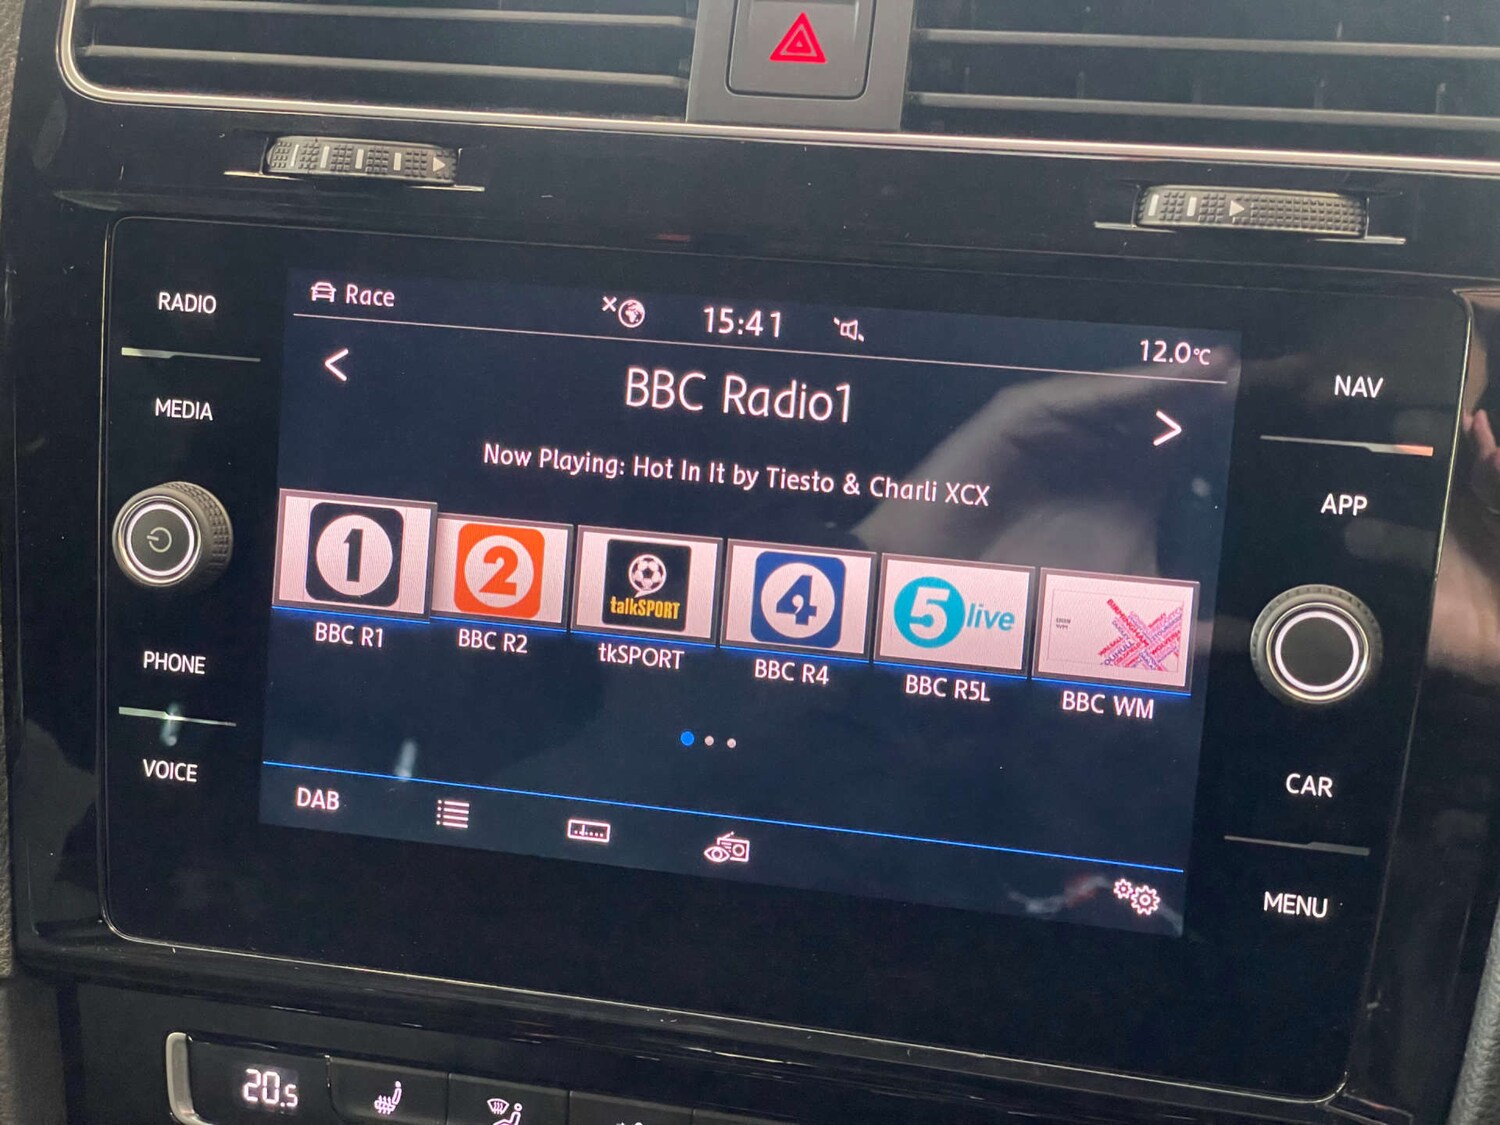 RADIO
MEDIA
PHONE
VOICE
Race
15:41
12.0°C
<
BBC Radio1
>
Now Playing: Hot In It by Tiesto & Charli XCX
1
2
talkSPORT
4
5 live
BBC R1
BBC R2
tkSPORT
BBC R4
BBC R5L
BBC WM
DAB
NAV
APP
CAR
MENU
20.5